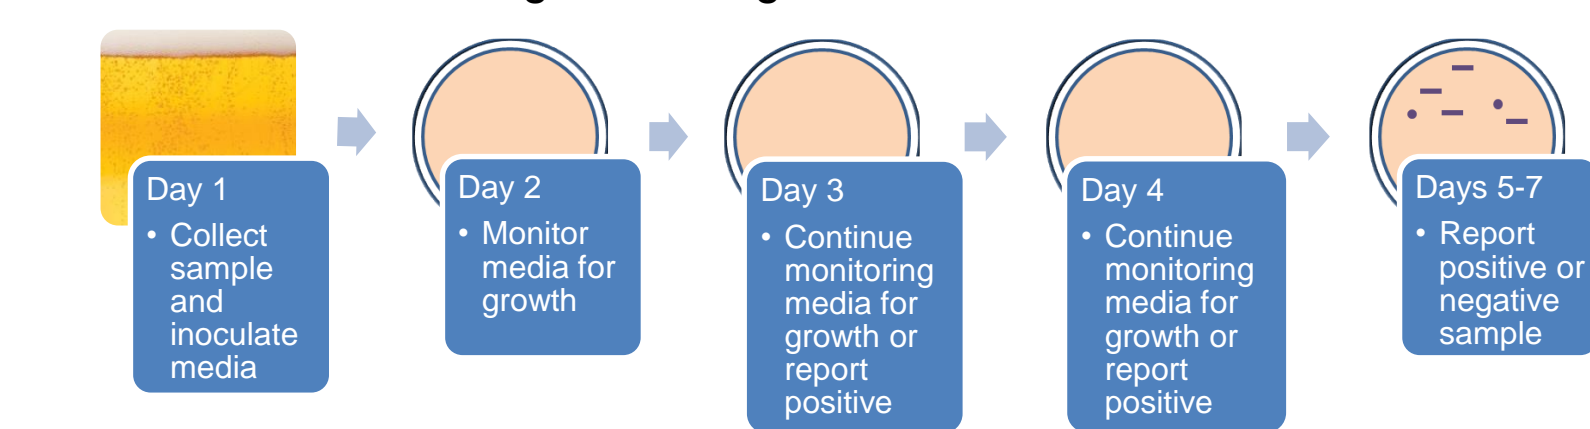 Day 1
• Collect
sample
and
inoculate
media
Day 2
• Monitor
media for
growth
Day 3
• Continue
monitoring
media for
growth or
report
positive
Day 4
• Continue
monitoring
media for
growth or
report
positive
Days 5-7
• Report
positive or
negative
sample